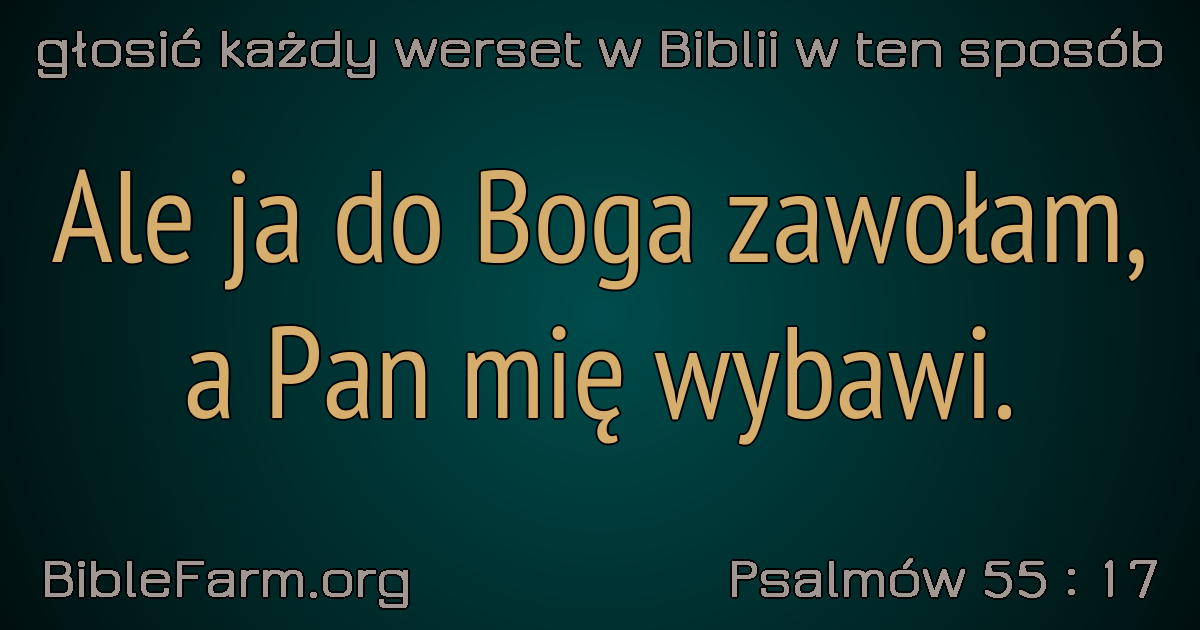 głosić każdy werset w Biblii w ten sposób
Ale ja do Boga zawołam,
a Pan mię wybawi.
BibleFarm.org
Psalmów 55 : 17